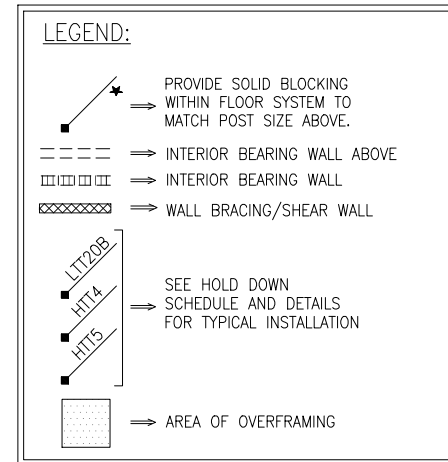 LEGEND:
PROVIDE SOLID BLOCKING
WITHIN FLOOR SYSTEM TO
MATCH POST SIZE ABOVE.
INTERIOR BEARING WALL ABOVE
INTERIOR BEARING WALL
WALL BRACING/SHEAR WALL
LTT20B
HTT4
HTT5
SEE HOLD DOWN
SCHEDULE AND DETAILS
FOR TYPICAL INSTALLATION
AREA OF OVERFRAMING